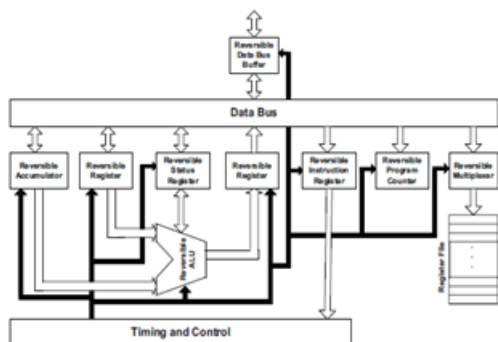 Reversible
Data Bus
Buffer
Data Bus
Reversible
Accumulator
Reversible
Register
Reversible
Status
Register
Reversible
Register
Reversible
Instruction
Register
Reversible
Program
Counter
Reversible
Multiplexer
Reversible
ALU
Register File
Timing and Control